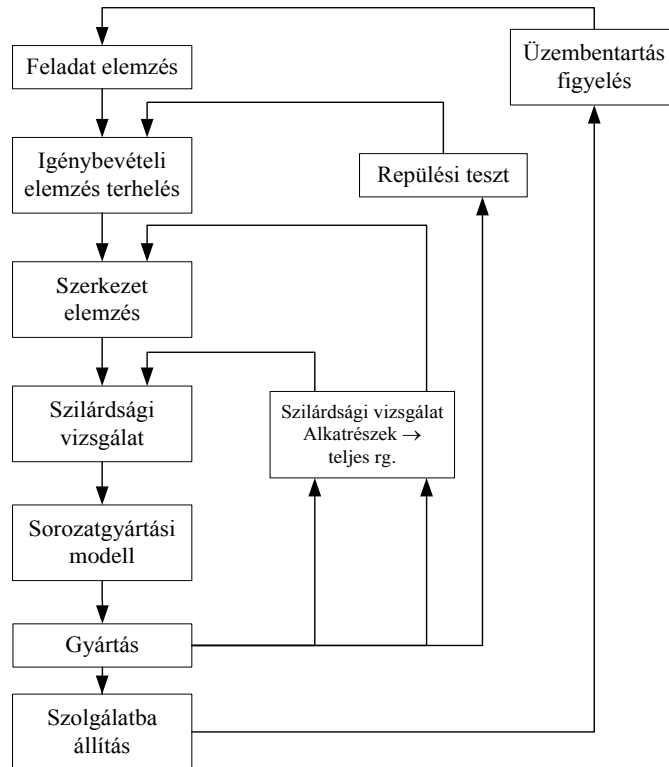 Feladat elemzés
Üzembentartás
figyelés
Igénybevételi
elemzés terhelés
Repülési teszt
Szerkezet
elemzés
Szilárdsági
vizsgálat
Szilárdsági vizsgálat
Alkatrészek →
teljes rg.
Sorozatgyártási
modell
Gyártás
Szolgálatba
állítás